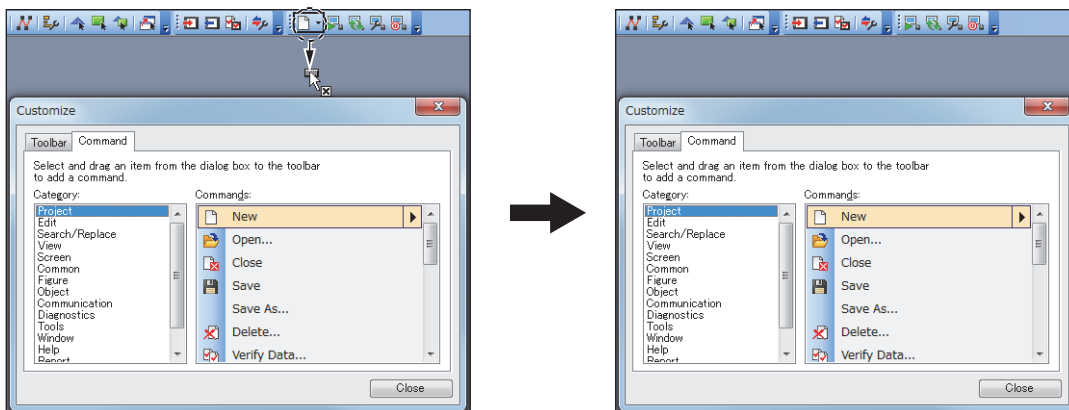 Customize
Toolbar
Command
Select and drag an item from the dialog box to the toolbar
to add a command.
Category:
Commands:
Project
Edit
Search/Replace
View
Screen
Common
Figure
Object
Communication
Diagnostics
Tools
Window
Help
Report
New
Open...
Close
Save
Save As...
Delete...
Verify Data...
Close
Customize
Toolbar
Command
Select and drag an item from the dialog box to the toolbar
to add a command.
Category:
Commands:
Project
Edit
Search/Replace
View
Screen
Common
Figure
Object
Communication
Diagnostics
Tools
Window
Help
Report
New
Open...
Close
Save
Save As...
Delete...
Verify Data...
Close